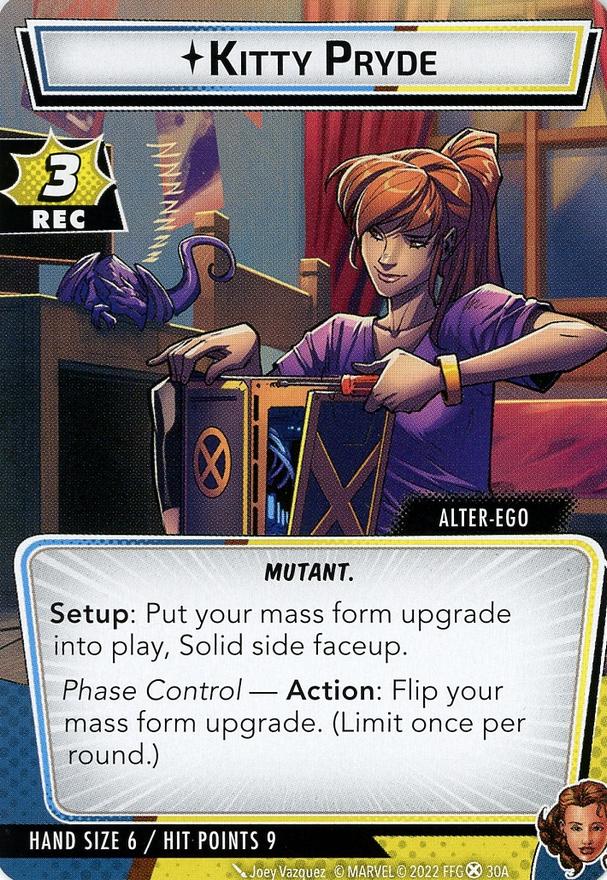 ✦KITTY PRYDE
3
REC
ALTER-EGO
MUTANT.
Setup: Put your mass form upgrade
into play, Solid side faceup.
Phase Control — Action: Flip your
mass form upgrade. (Limit once per
round.)
HAND SIZE 6 / HIT POINTS 9
Joey Vazquez © MARVEL © 2022 FFG 30A